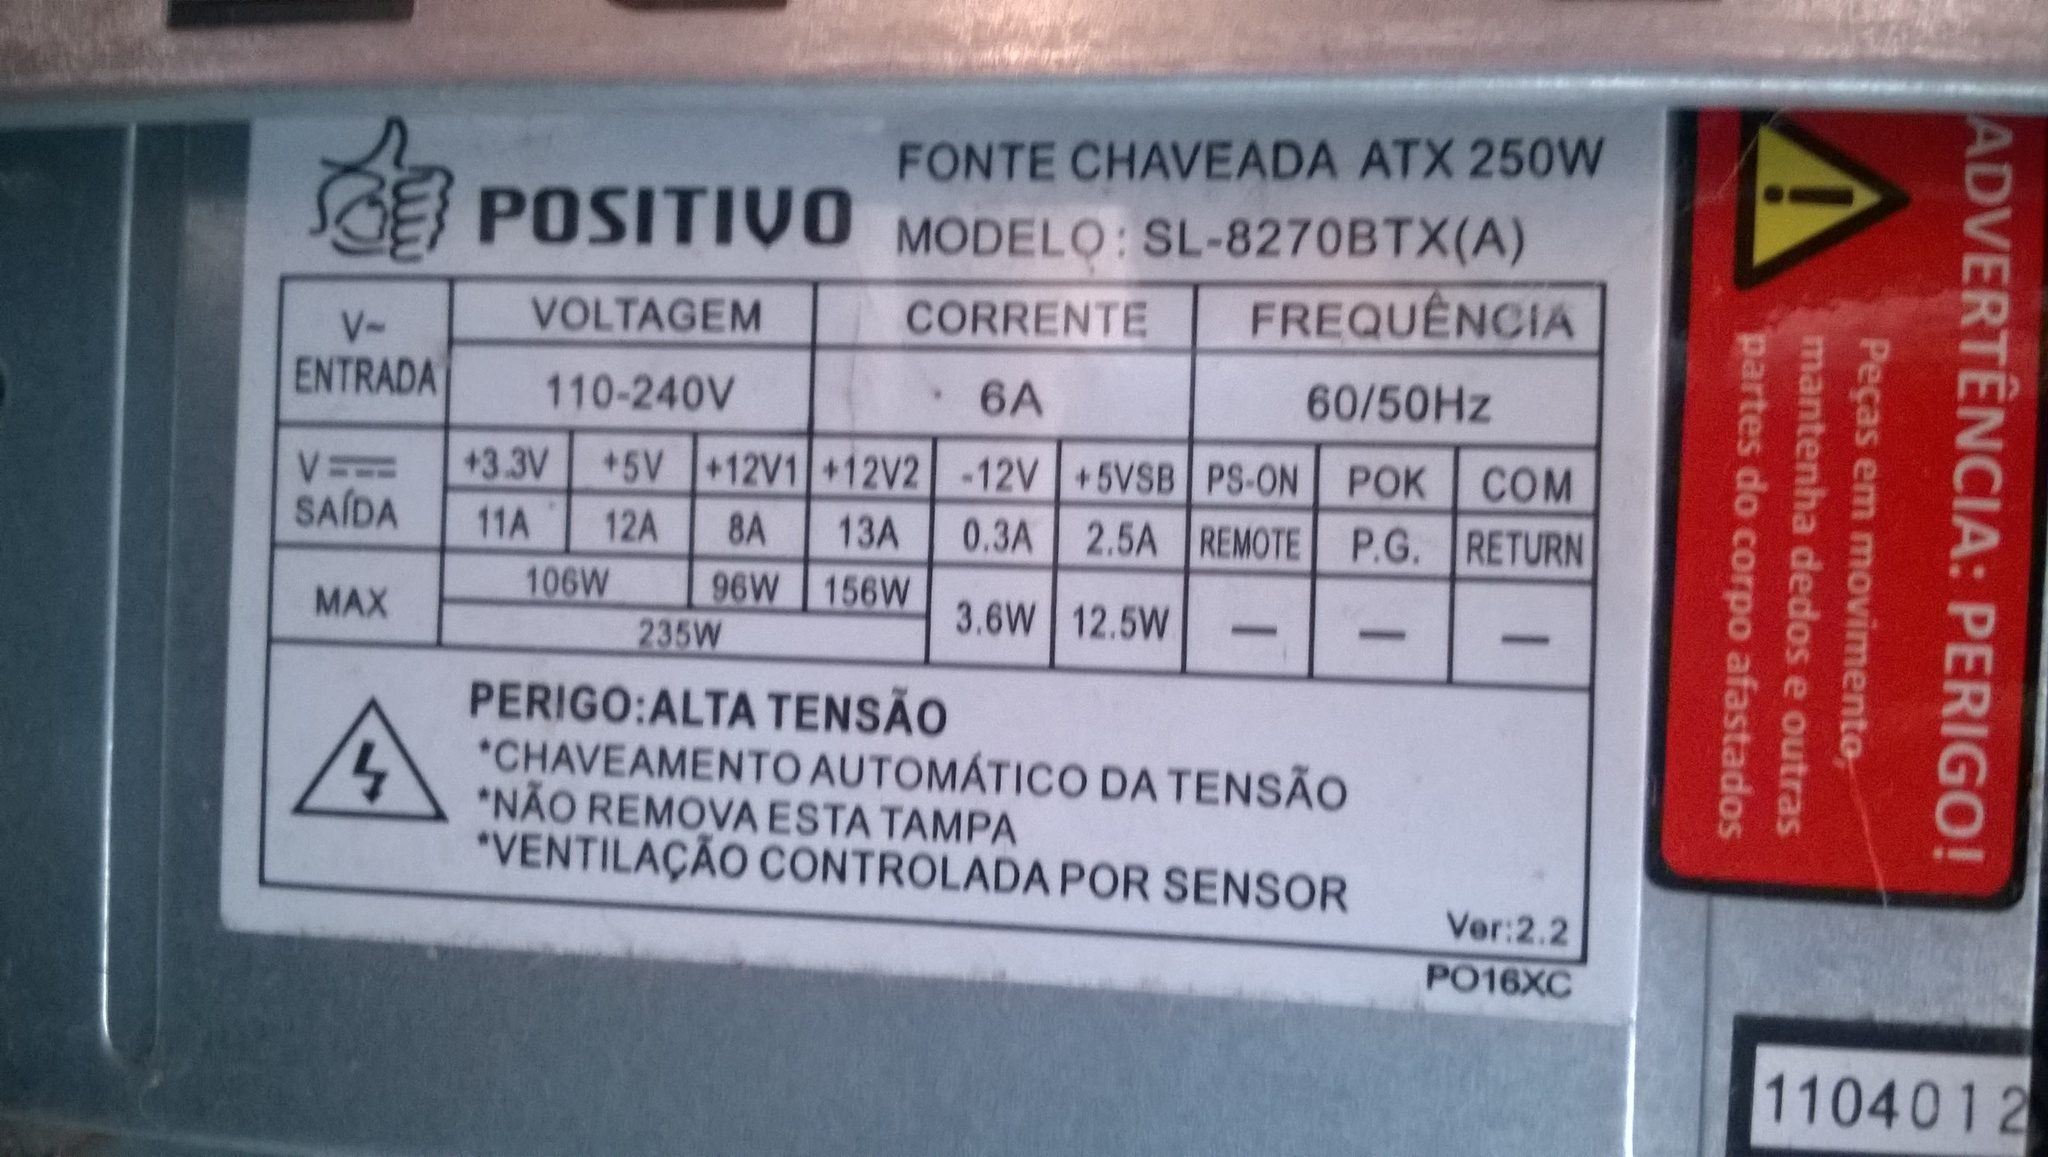 POSITIVO
FONTE CHAVEADA ATX 250W
MODELO: SL-8270BTX(A)
V~ ENTRADA
VOLTAGEM CORRENTE FREQUÊNCIA
110-240V 6A 60/50Hz
V SAÍDA
+3.3V +5V +12V1 +12V2 -12V +5VSB PS-ON POK COM
11A 12A 8A 13A 0.3A 2.5A REMOTE P.G. RETURN
MAX
106W 96W 156W 3.6W 12.5W — — —
235W
PERIGO:ALTA TENSÃO
*CHAVEAMENTO AUTOMÁTICO DA TENSÃO
*NÃO REMOVA ESTA TAMPA
*VENTILAÇÃO CONTROLADA POR SENSOR
Ver:2.2
PO16XC
ADVERTÊNCIA: PERIGO!
Peças em movimento,
mantenha dedos e outras
partes do corpo afastados
1104012